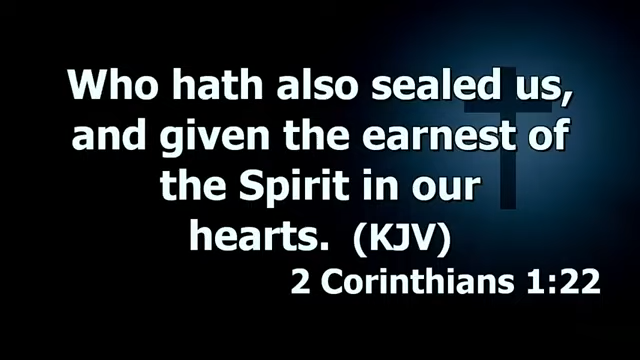 Who hath also sealed us,
and given the earnest of
the Spirit in our
hearts. (KJV)
2 Corinthians 1:22